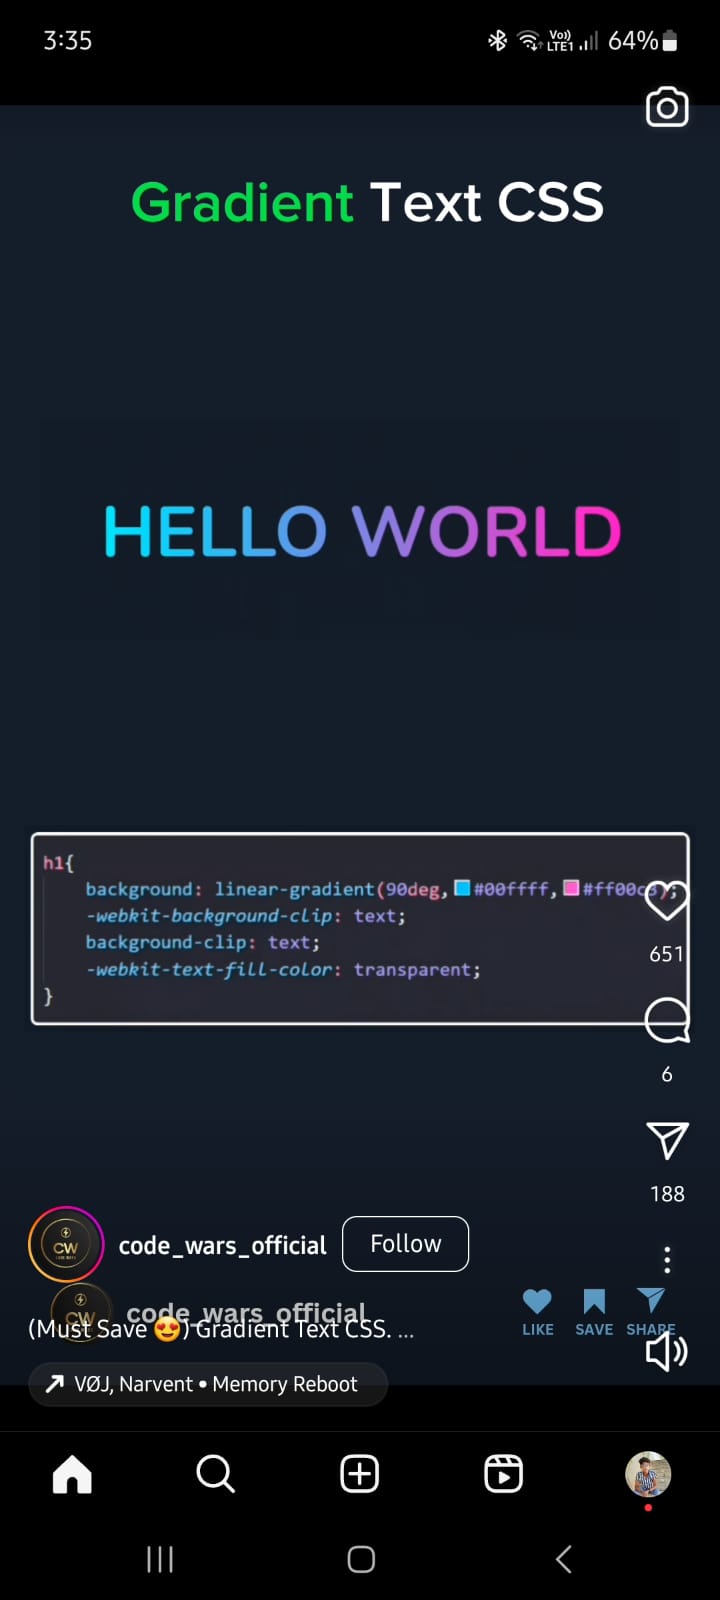 3:35
Vo))
LTE1
64%
Gradient Text CSS
HELLO WORLD
h1{
background: linear-gradient(90deg, #00ffff, #ff00c3);
-webkit-background-clip: text;
background-clip: text;
-webkit-text-fill-color: transparent;
}
651
6
188
CW
code_wars_official
Follow
CW
code_wars_official
(Must Save 😍) Gradient Text CSS. ...
LIKE SAVE SHARE
VØJ, Narvent • Memory Reboot